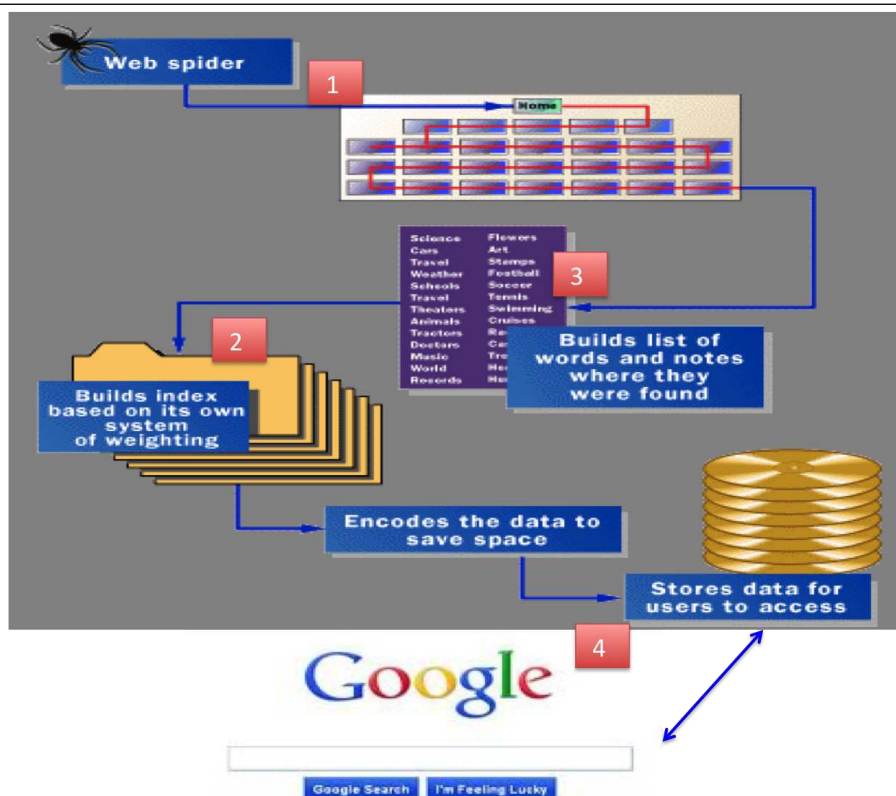 Web spider
1
Home
Science Flowers
Cars Art
Travel Stamps
Weather Football
Schools Soccer
Travel Tennis
Theaters Swimming
Animals Cruises
Tractors
Doctors
Music
World
Records
3
Builds list of
words and notes
where they
were found
2
Builds index
based on its own
system
of weighting
Encodes the data to
save space
Stores data for
users to access
4
Google
Google Search I'm Feeling Lucky